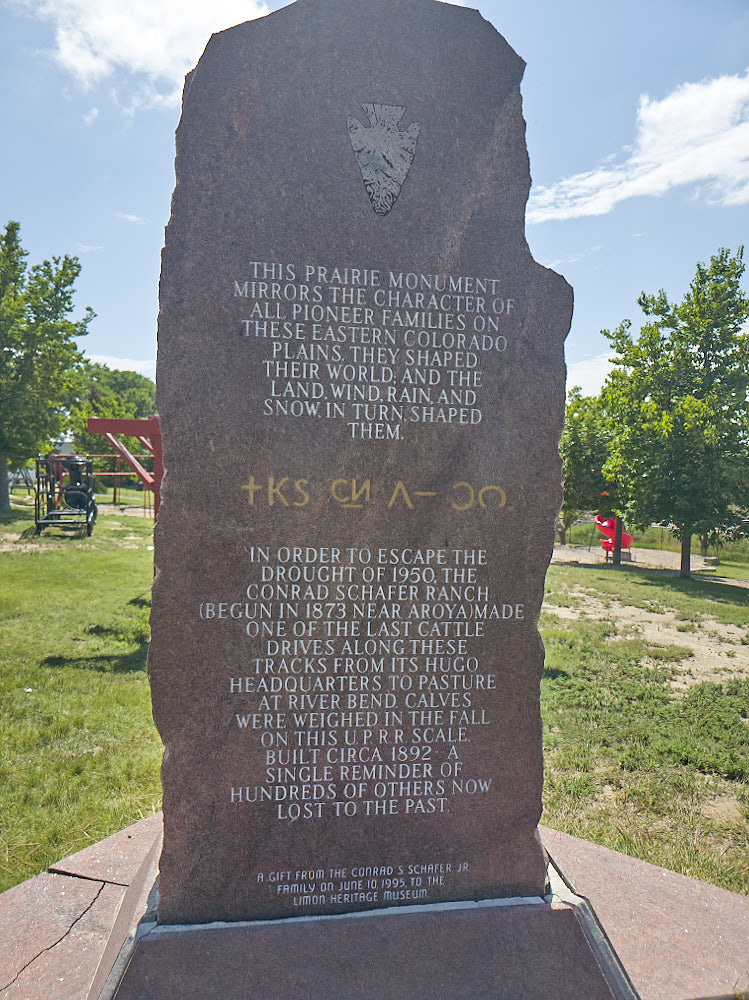 THIS PRAIRIE MONUMENT
MIRRORS THE CHARACTER OF
ALL PIONEER FAMILIES ON
THESE EASTERN COLORADO
PLAINS. THEY SHAPED
THEIR WORLD; AND THE
LAND, WIND, RAIN, AND
SNOW, IN TURN, SHAPED
THEM.
IN ORDER TO ESCAPE THE
DROUGHT OF 1950, THE
CONRAD SCHAFER RANCH
(BEGUN IN 1873 NEAR AROYA)MADE
ONE OF THE LAST CATTLE
DRIVES ALONG THESE
TRACKS FROM ITS HUGO
HEADQUARTERS TO PASTURE
AT RIVER BEND. CALVES
WERE WEIGHED IN THE FALL
ON THIS U P R R SCALE,
BUILT CIRCA 1892- A
SINGLE REMINDER OF
HUNDREDS OF OTHERS NOW
LOST TO THE PAST.
A GIFT FROM THE CONRAD S SCHAFER JR
FAMILY ON JUNE 10, 1995, TO THE
LIMON HERITAGE MUSEUM.